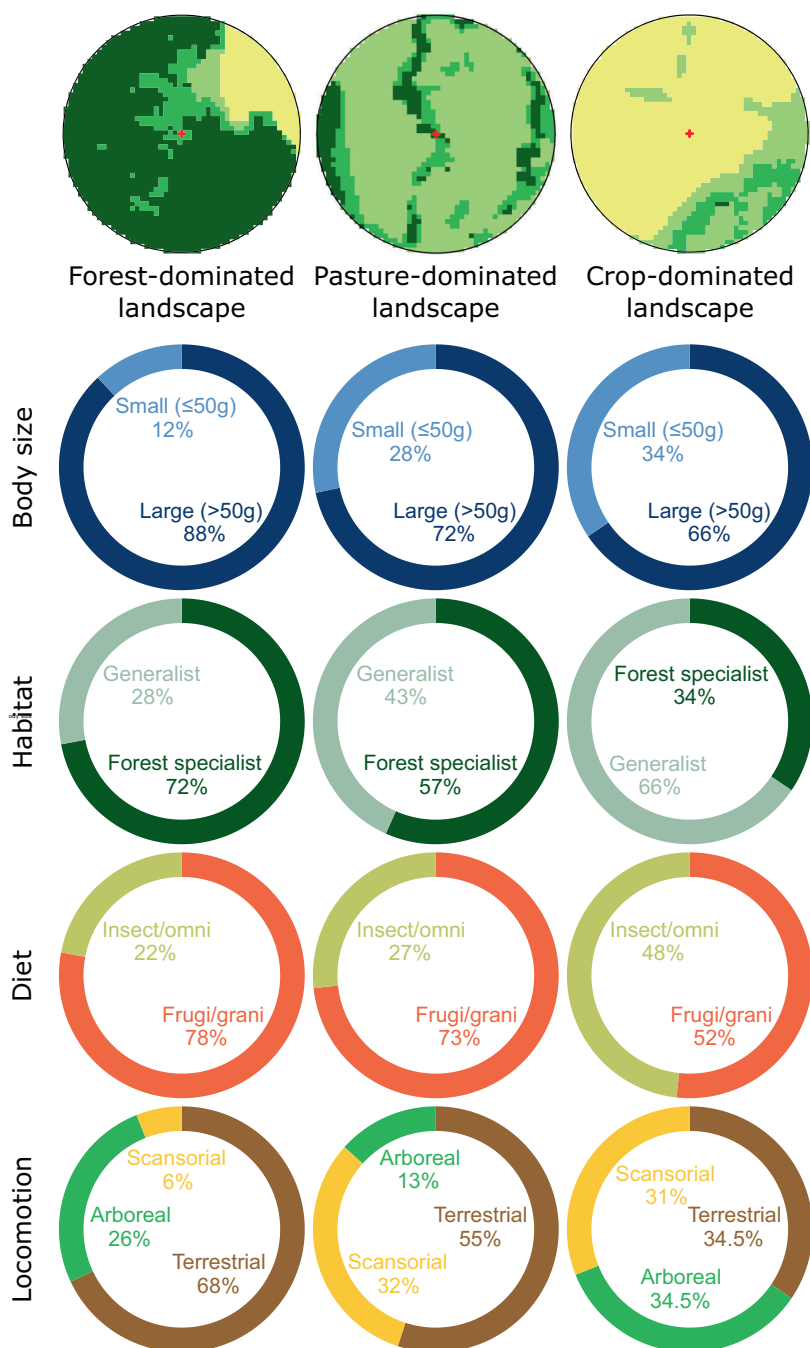 Forest-dominated
landscape
Pasture-dominated
landscape
Crop-dominated
landscape
Body size
Small (≤50g)
12%
Large (>50g)
88%
Small (≤50g)
28%
Large (>50g)
72%
Small (≤50g)
34%
Large (>50g)
66%
Habitat
Generalist
28%
Forest specialist
72%
Generalist
43%
Forest specialist
57%
Forest specialist
34%
Generalist
66%
Diet
Insect/omni
22%
Frugi/grani
78%
Insect/omni
27%
Frugi/grani
73%
Insect/omni
48%
Frugi/grani
52%
Locomotion
Scansorial
6%
Arboreal
26%
Terrestrial
68%
Arboreal
13%
Terrestrial
55%
Scansorial
32%
Scansorial
31%
Terrestrial
34.5%
Arboreal
34.5%